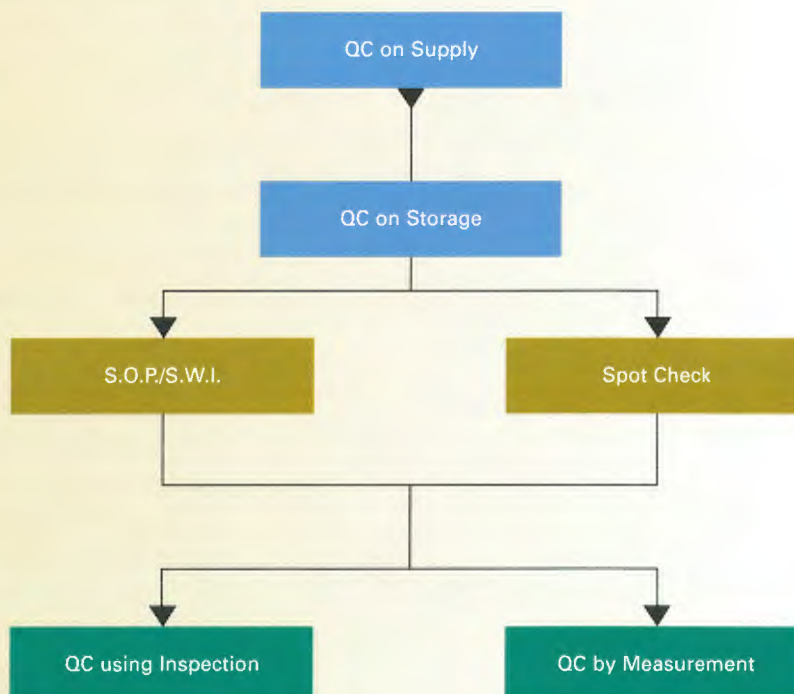 QC on Supply
QC on Storage
S.O.P./S.W.I.
Spot Check
QC using Inspection
QC by Measurement